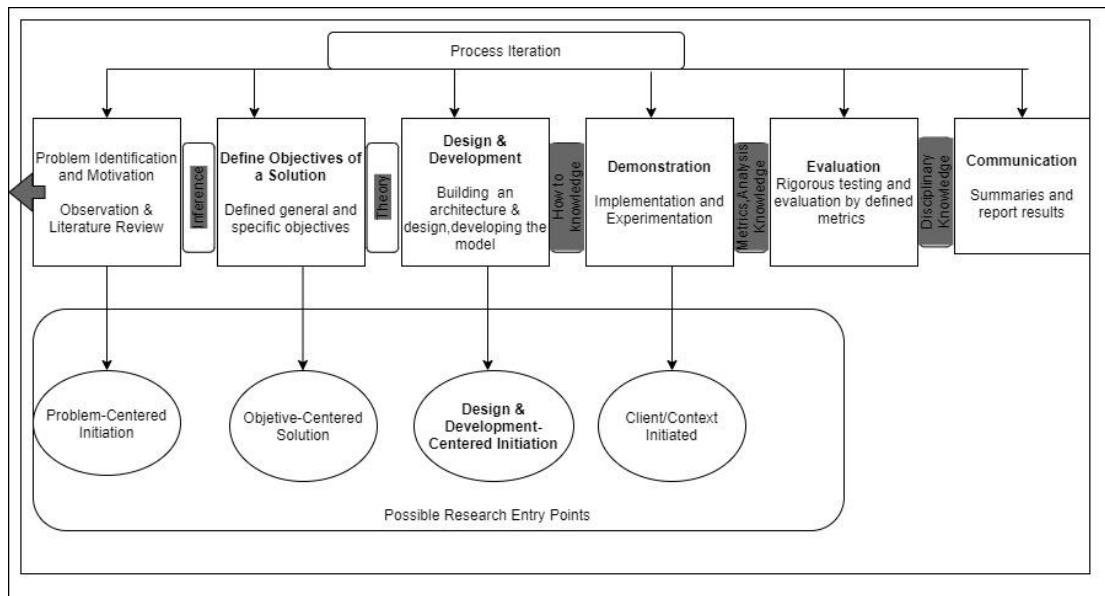 Process Iteration
Problem Identification
and Motivation
Observation &
Literature Review
Inference
Define Objectives of
a Solution
Defined general and
specific objectives
Theory
Design &
Development
Building an
architecture &
design,developing the
model
How to
knowledge
Demonstration
Implementation and
Experimentation
Metrics,Analysis
Knowledge
Evaluation
Rigorous testing and
evaluation by defined
metrics
Disciplinary
Knowledge
Communication
Summaries and
report results
Problem-Centered
Initiation
Objetive-Centered
Solution
Design &
Development-
Centered Initiation
Client/Context
Initiated
Possible Research Entry Points